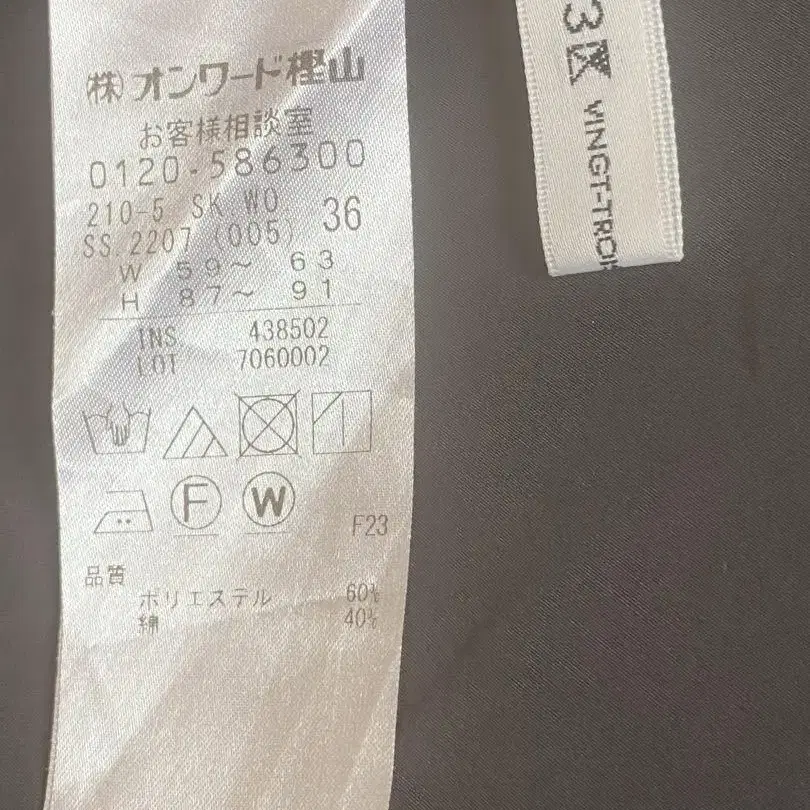 (株)オンワード樫山
お客様相談室
0120-586300
210-5 SK WO 36
SS.2207 (005)
W 59~ 63
H 87~ 91
INS 438502
LOT 7060002
F W
F23
品質
ポリエステル 60%
綿 40%
23区 VINGT-TROI